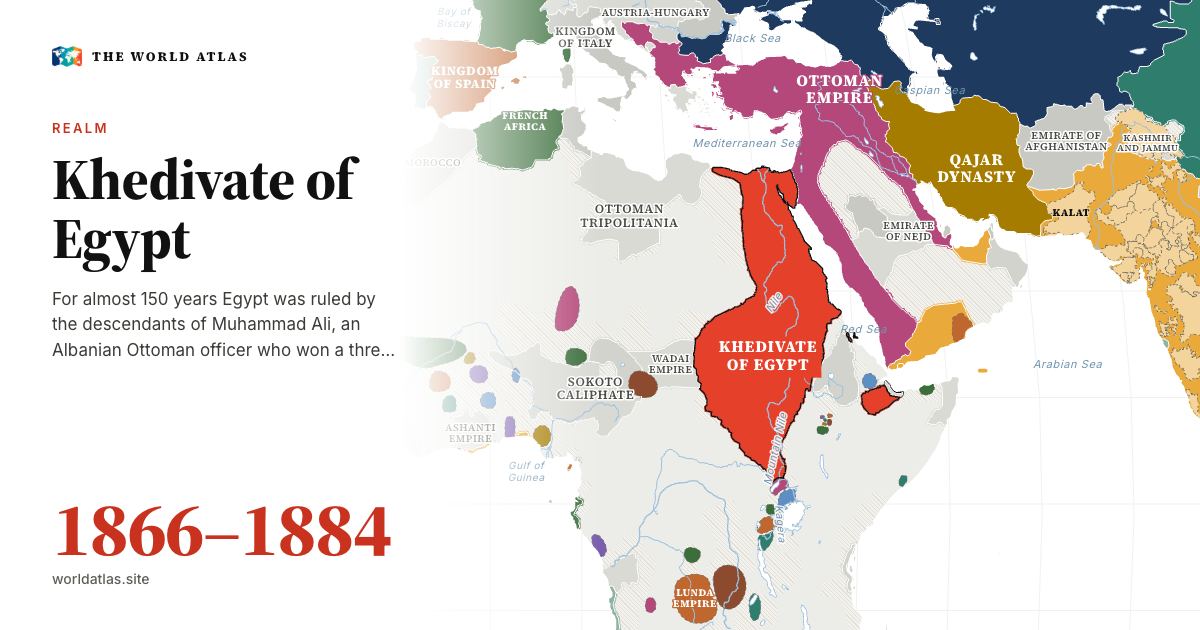 THE WORLD ATLAS
REALM
Khedivate of
Egypt
For almost 150 years Egypt was ruled by
the descendants of Muhammad Ali, an
Albanian Ottoman officer who won a thre...
1866–1884
worldatlas.site
Bay of
Biscay
AUSTRIA-HUNGARY
KINGDOM
OF ITALY
Black Sea
KINGDOM
OF SPAIN
OTTOMAN
EMPIRE
aspian Sea
FRENCH
AFRICA
Mediterranean Sea
EMIRATE OF
AFGHANISTAN
KASHMIR
AND JAMMU
MOROCCO
QAJAR
DYNASTY
OTTOMAN
TRIPOLITANIA
KALAT
EMIRATE
OF NEJD
Nile
Red Sea
KHEDIVATE
OF EGYPT
WADAI
EMPIRE
Arabian Sea
SOKOTO
CALIPHATE
ASHANTI
EMPIRE
Mountain Nile
Gulf of
Guinea
Kagera
LUNDA
EMPIRE